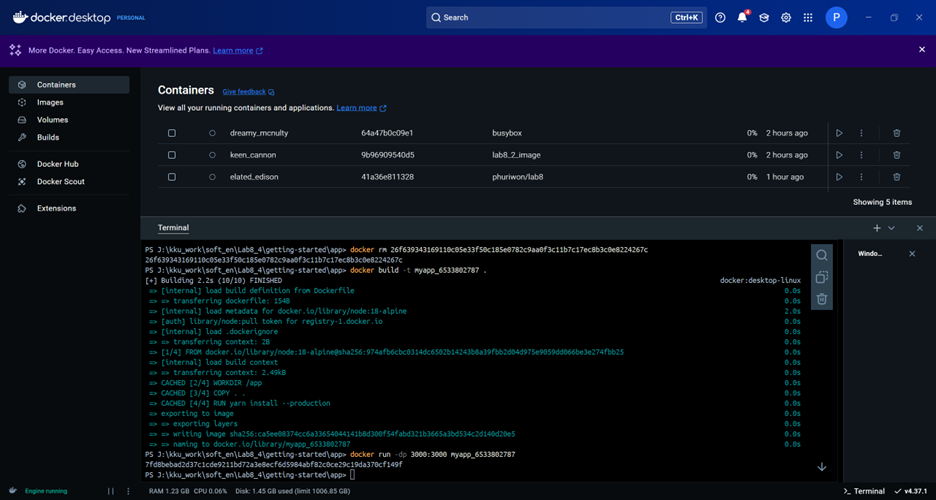 docker.desktop PERSONAL
Search Ctrl+K
4
P
More Docker. Easy Access. New Streamlined Plans. Learn more
Containers
Images
Volumes
Builds
Docker Hub
Docker Scout
Extensions
Containers Give feedback
View all your running containers and applications. Learn more
dreamy_mcnulty 64a47b0c09e1 busybox 0% 2 hours ago
keen_cannon 9b96909540d5 lab8_2_image 0% 2 hours ago
elated_edison 41a36e811328 phuriwon/lab8 0% 1 hour ago
Showing 5 items
Terminal
Windo...
PS J:\kku_work\soft_en\Lab8_4\getting-started\app> docker rm 26f639343169110c05e33f50c185e0782c9aa0f3c11b7c17ec8b3c0e8224267c
26f639343169110c05e33f50c185e0782c9aa0f3c11b7c17ec8b3c0e8224267c
PS J:\kku_work\soft_en\Lab8_4\getting-started\app> docker build -t myapp_6533802787 .
[+] Building 2.2s (10/10) FINISHED docker:desktop-linux
=> [internal] load build definition from Dockerfile 0.0s
=> => transferring dockerfile: 154B 0.0s
=> [internal] load metadata for docker.io/library/node:18-alpine 2.0s
=> [auth] library/node:pull token for registry-1.docker.io 0.0s
=> [internal] load .dockerignore 0.0s
=> => transferring context: 2B 0.0s
=> [1/4] FROM docker.io/library/node:18-alpine@sha256:974afb6cbc0314dc6502b14243b8a39fbb2d04d975e9059dd066be3e274fbb25 0.0s
=> [internal] load build context 0.0s
=> => transferring context: 2.49kB 0.0s
=> CACHED [2/4] WORKDIR /app 0.0s
=> CACHED [3/4] COPY . . 0.0s
=> CACHED [4/4] RUN yarn install --production 0.0s
=> exporting to image 0.0s
=> => exporting layers 0.0s
=> => writing image sha256:ca5ee08374cc6a33654044141b8d300f54fabd321b3665a3bd534c2d140d20e5 0.0s
=> => naming to docker.io/library/myapp_6533802787 0.0s
PS J:\kku_work\soft_en\Lab8_4\getting-started\app> docker run -dp 3000:3000 myapp_6533802787
7fd8bebad2d37c1cde9211bd72a3e8ecf6d5984abf82c0ce29c19da370cf149f
PS J:\kku_work\soft_en\Lab8_4\getting-started\app>
Engine running RAM 1.23 GB CPU 0.06% Disk: 1.45 GB used (limit 1006.85 GB) Terminal v4.37.1